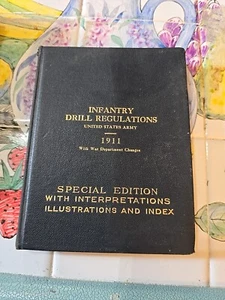 INFANTRY
DRILL REGULATIONS
UNITED STATES ARMY
1911
With War Department Changes
SPECIAL EDITION
WITH INTERPRETATIONS
ILLUSTRATIONS AND INDEX